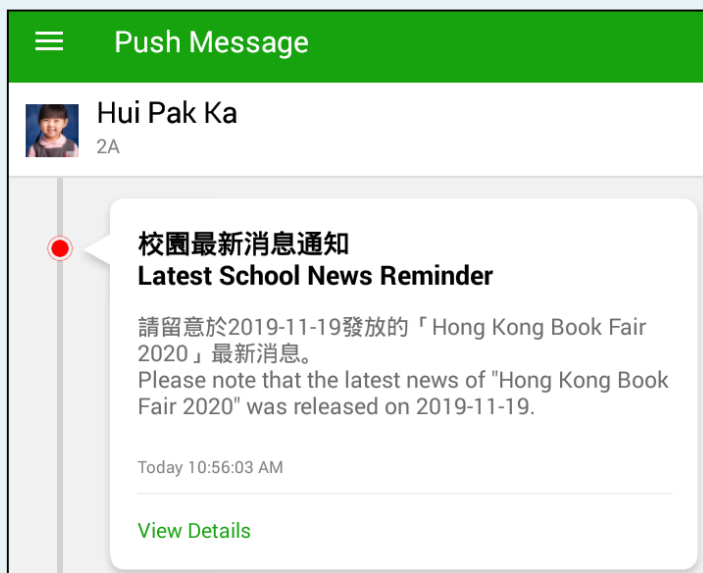 Push Message
Hui Pak Ka
2A
校園最新消息通知
Latest School News Reminder
請留意於2019-11-19發放的「Hong Kong Book Fair
2020」最新消息。
Please note that the latest news of "Hong Kong Book
Fair 2020" was released on 2019-11-19.
Today 10:56:03 AM
View Details